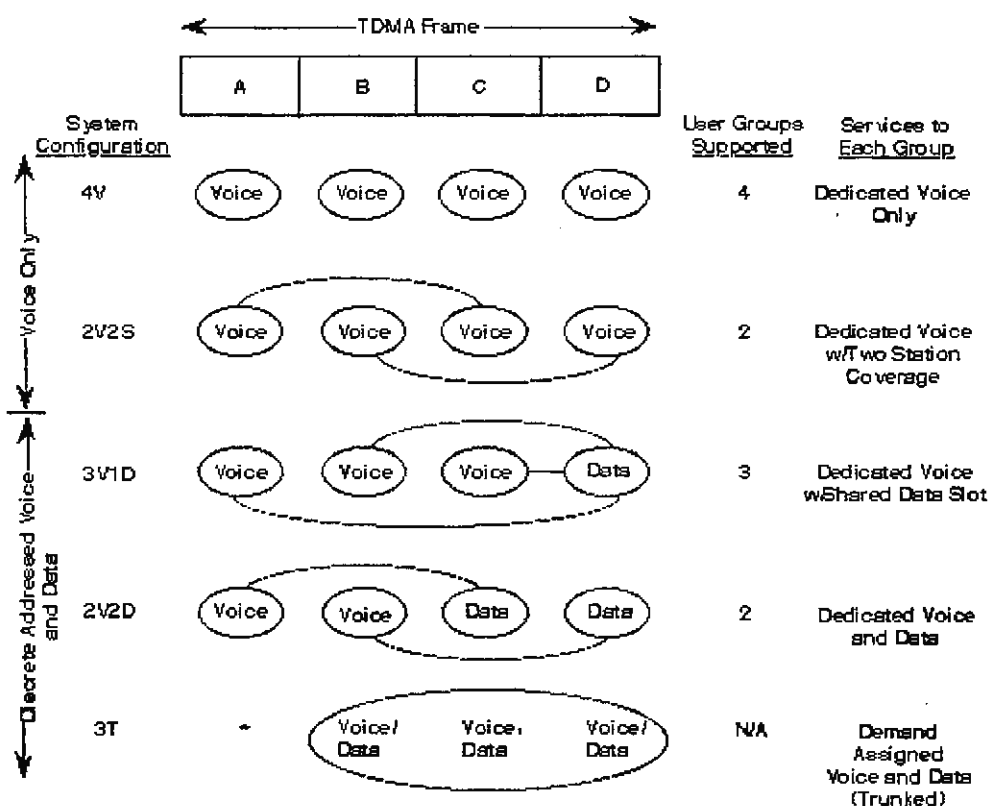 TDMA Frame
A B C D
System Configuration
User Groups Supported
Services to Each Group
4V Voice Voice Voice Voice 4 Dedicated Voice Only
2V2S Voice Voice Voice Voice 2 Dedicated Voice w/Two Station Coverage
3V1D Voice Voice Voice Data 3 Dedicated Voice w/Shared Data Slot
2V2D Voice Voice Data Data 2 Dedicated Voice and Data
3T * Voice/ Data Voice/ Data Voice/ Data N/A Demand Assigned Voice and Data (Trunked)
Voice Only
Discrete Addressed Voice and Data